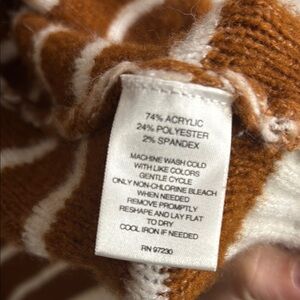 74% ACRYLIC
24% POLYESTER
2% SPANDEX
MACHINE WASH COLD
WITH LIKE COLORS
GENTLE CYCLE
ONLY NON-CHLORINE BLEACH
WHEN NEEDED
REMOVE PROMPTLY
RESHAPE AND LAY FLAT
TO DRY
COOL IRON IF NEEDED
RN 97230